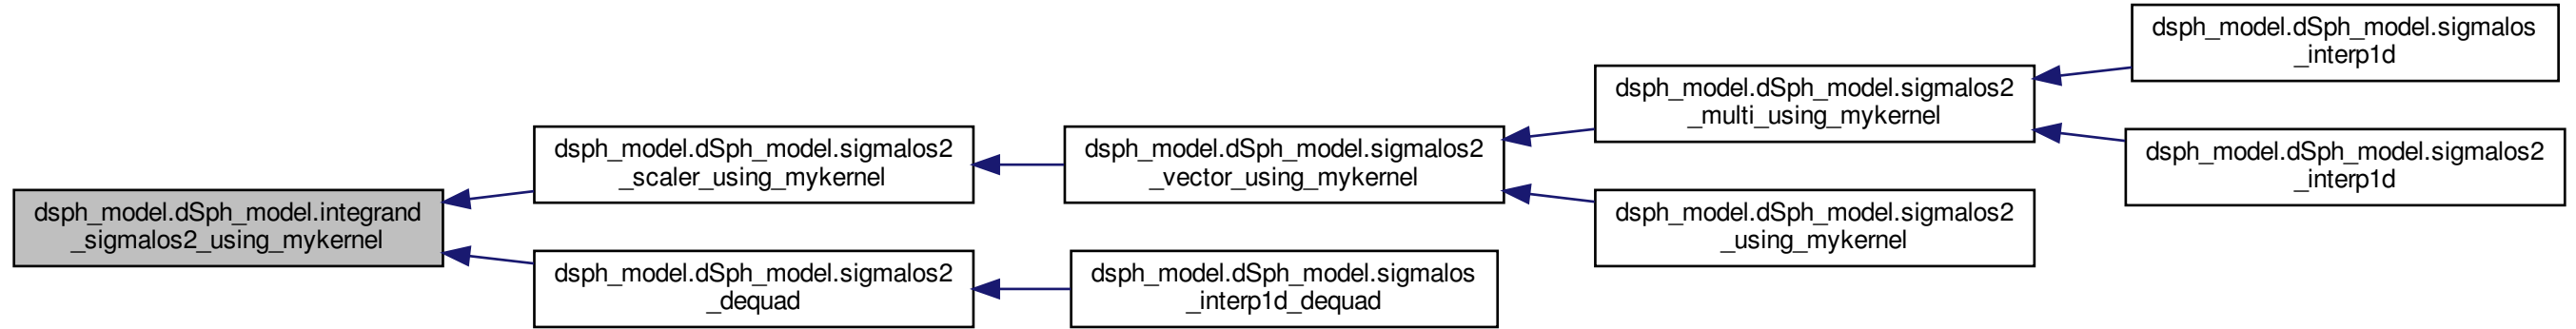 dsph_model.dSph_model.integrand
_sigmalos2_using_mykernel
dsph_model.dSph_model.sigmalos2
_scaler_using_mykernel
dsph_model.dSph_model.sigmalos2
_dequad
dsph_model.dSph_model.sigmalos2
_vector_using_mykernel
dsph_model.dSph_model.sigmalos
_interp1d_dequad
dsph_model.dSph_model.sigmalos2
_multi_using_mykernel
dsph_model.dSph_model.sigmalos2
_using_mykernel
dsph_model.dSph_model.sigmalos
_interp1d
dsph_model.dSph_model.sigmalos2
_interp1d